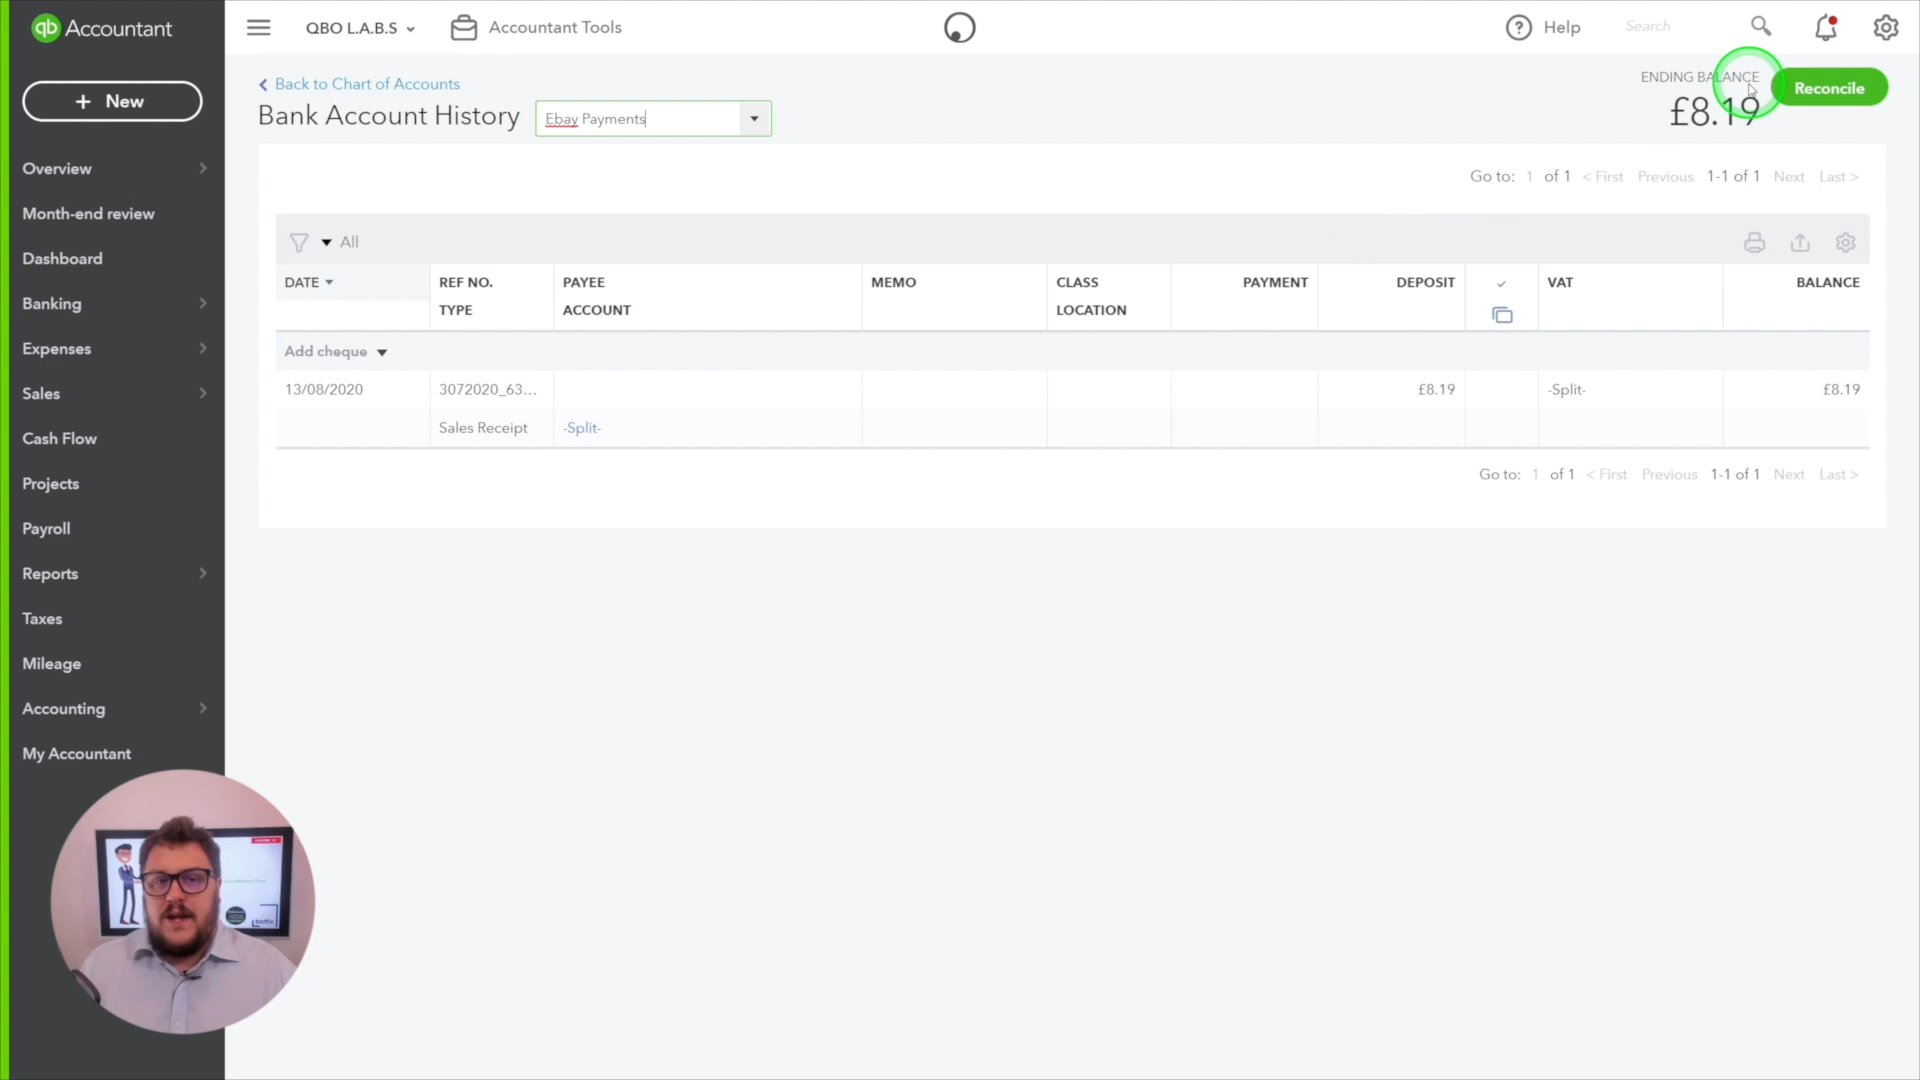 qb Accountant
QBO L.A.B.S
Accountant Tools
Help
Search
+ New
Back to Chart of Accounts
Bank Account History
Ebay Payments
ENDING BALANCE
£8.19
Reconcile
Overview
Month-end review
Dashboard
Banking
Expenses
Sales
Cash Flow
Projects
Payroll
Reports
Taxes
Mileage
Accounting
My Accountant
Go to: 1 of 1 < First Previous 1-1 of 1 Next Last >
All
DATE REF NO. PAYEE MEMO CLASS PAYMENT DEPOSIT ✓ VAT BALANCE
TYPE ACCOUNT LOCATION
Add cheque
13/08/2020 3072020_63... £8.19 -Split- £8.19
Sales Receipt -Split-
Go to: 1 of 1 < First Previous 1-1 of 1 Next Last >